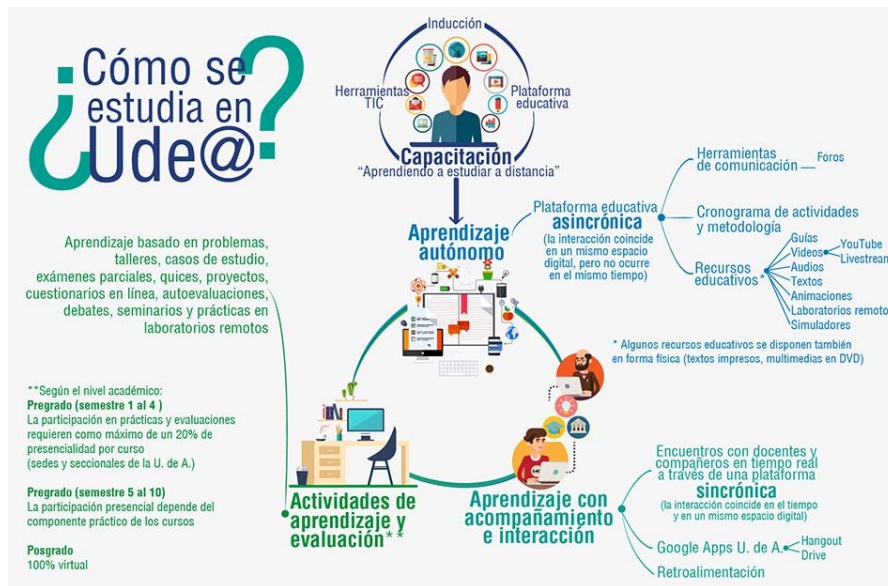 ¿Cómo se
estudia en
Ude@?
Inducción
Herramientas
TIC
Plataforma
educativa
Capacitación
“Aprendiendo a estudiar a distancia”
Aprendizaje
autónomo
Plataforma educativa
asincrónica
(la interacción coincide
en un mismo espacio
digital, pero no ocurre
en el mismo tiempo)
Herramientas
de comunicación
Foros
Cronograma de actividades
y metodología
Recursos
educativos*
Guías
Videos
YouTube
Livestream
Audios
Textos
Animaciones
Laboratorios remoto
Simuladores
* Algunos recursos educativos se disponen también
en forma física (textos impresos, multimedias en DVD)
Aprendizaje basado en problemas,
talleres, casos de estudio,
exámenes parciales, quices, proyectos,
cuestionarios en línea, autoevaluaciones,
debates, seminarios y prácticas en
laboratorios remotos
**Según el nivel académico:
Pregrado (semestre 1 al 4 )
La participación en prácticas y evaluaciones
requieren como máximo de un 20% de
presencialidad por curso
(sedes y seccionales de la U. de A.)
Pregrado (semestre 5 al 10)
La participación presencial depende del
componente práctico de los cursos
Posgrado
100% virtual
Actividades de
aprendizaje y
evaluación**
Aprendizaje con
acompañamiento
e interacción
Encuentros con docentes y
compañeros en tiempo real
a través de una plataforma
sincrónica
(la interacción coincide en el tiempo
y en un mismo espacio digital)
Google Apps U. de A.
Hangout
Drive
Retroalimentación